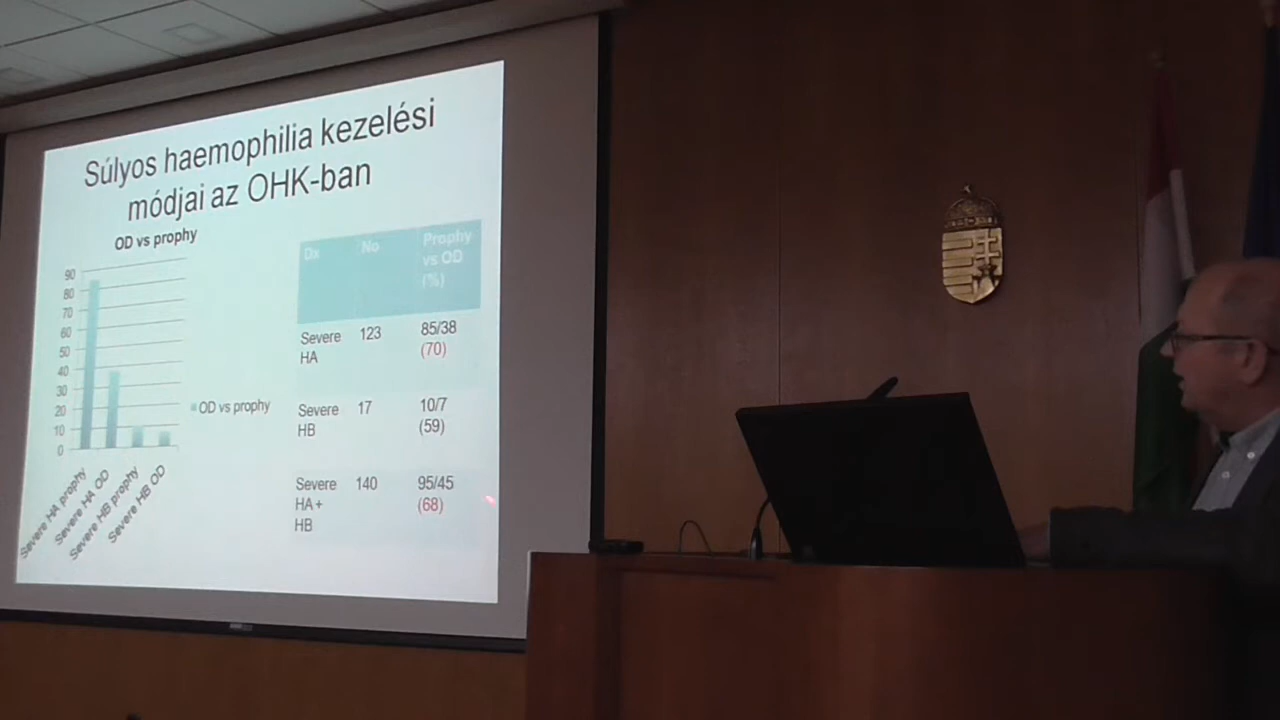 Súlyos haemophilia kezelési
módjai az OHK-ban
OD vs prophy
90
80
70
60
50
40
30
20
10
0
Severe HA prophy
Severe HA OD
Severe HB prophy
Severe HB OD
OD vs prophy
Dx No Prophy
vs OD
(%)
Severe 123 85/38
HA (70)
Severe 17 10/7
HB (59)
Severe 140 95/45
HA + (68)
HB